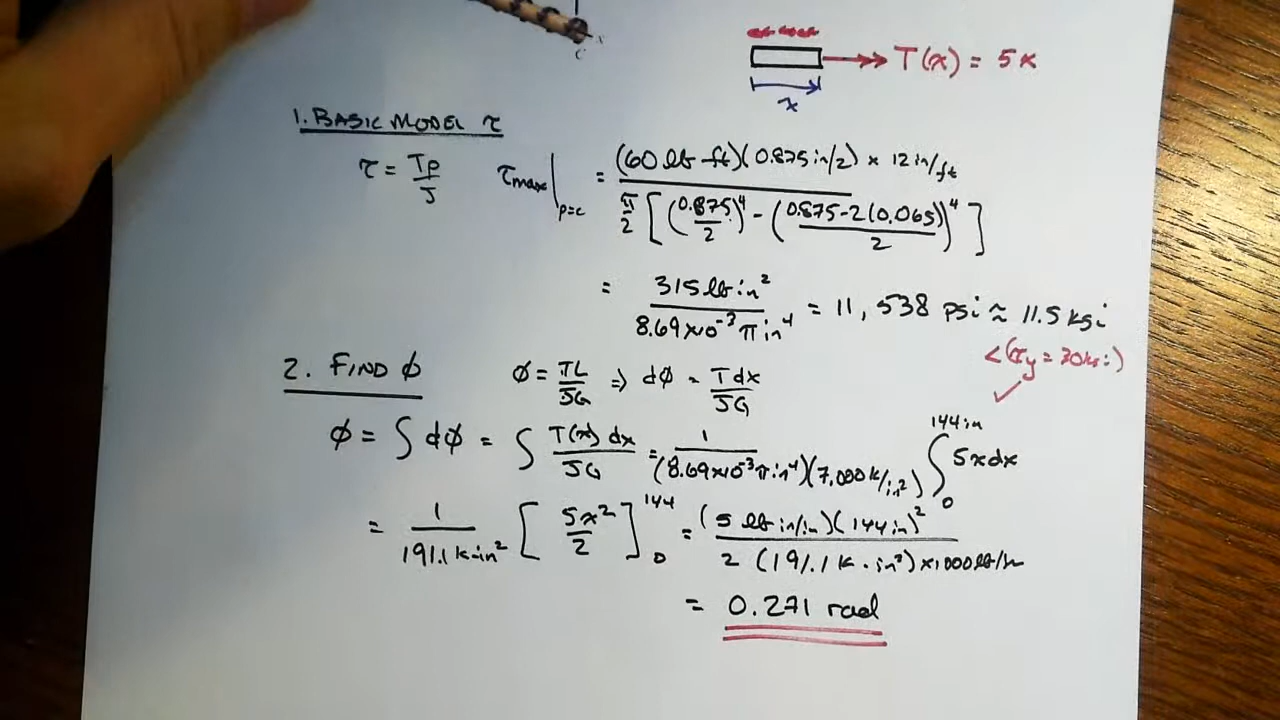 C x
T(x) = 5x
x
1. BASIC MODEL τ
τ = Tρ/J τmax|ρ=c = (60 lb-ft)(0.875 in/2) × 12 in/ft / π/2 [(0.875/2)^4 - ((0.875-2(0.065))/2)^4]
= 315 lb in² / 8.69×10⁻³ π in⁴ = 11,538 psi ≈ 11.5 ksi
<(τy = 30ksi) ✓
2. FIND φ φ = TL/JG ⇒ dφ = T dx/JG
φ = ∫ dφ = ∫ T(x) dx/JG = 1/(8.69×10⁻³ π in⁴)(7,000 k/in²) ∫₀^144 in 5x dx
= 1/191.1 k-in² [5x²/2]₀^144 = (5 lb in/in)(144 in)² / 2 (191.1 k·in²) ×1000 lb/k
= 0.271 rad